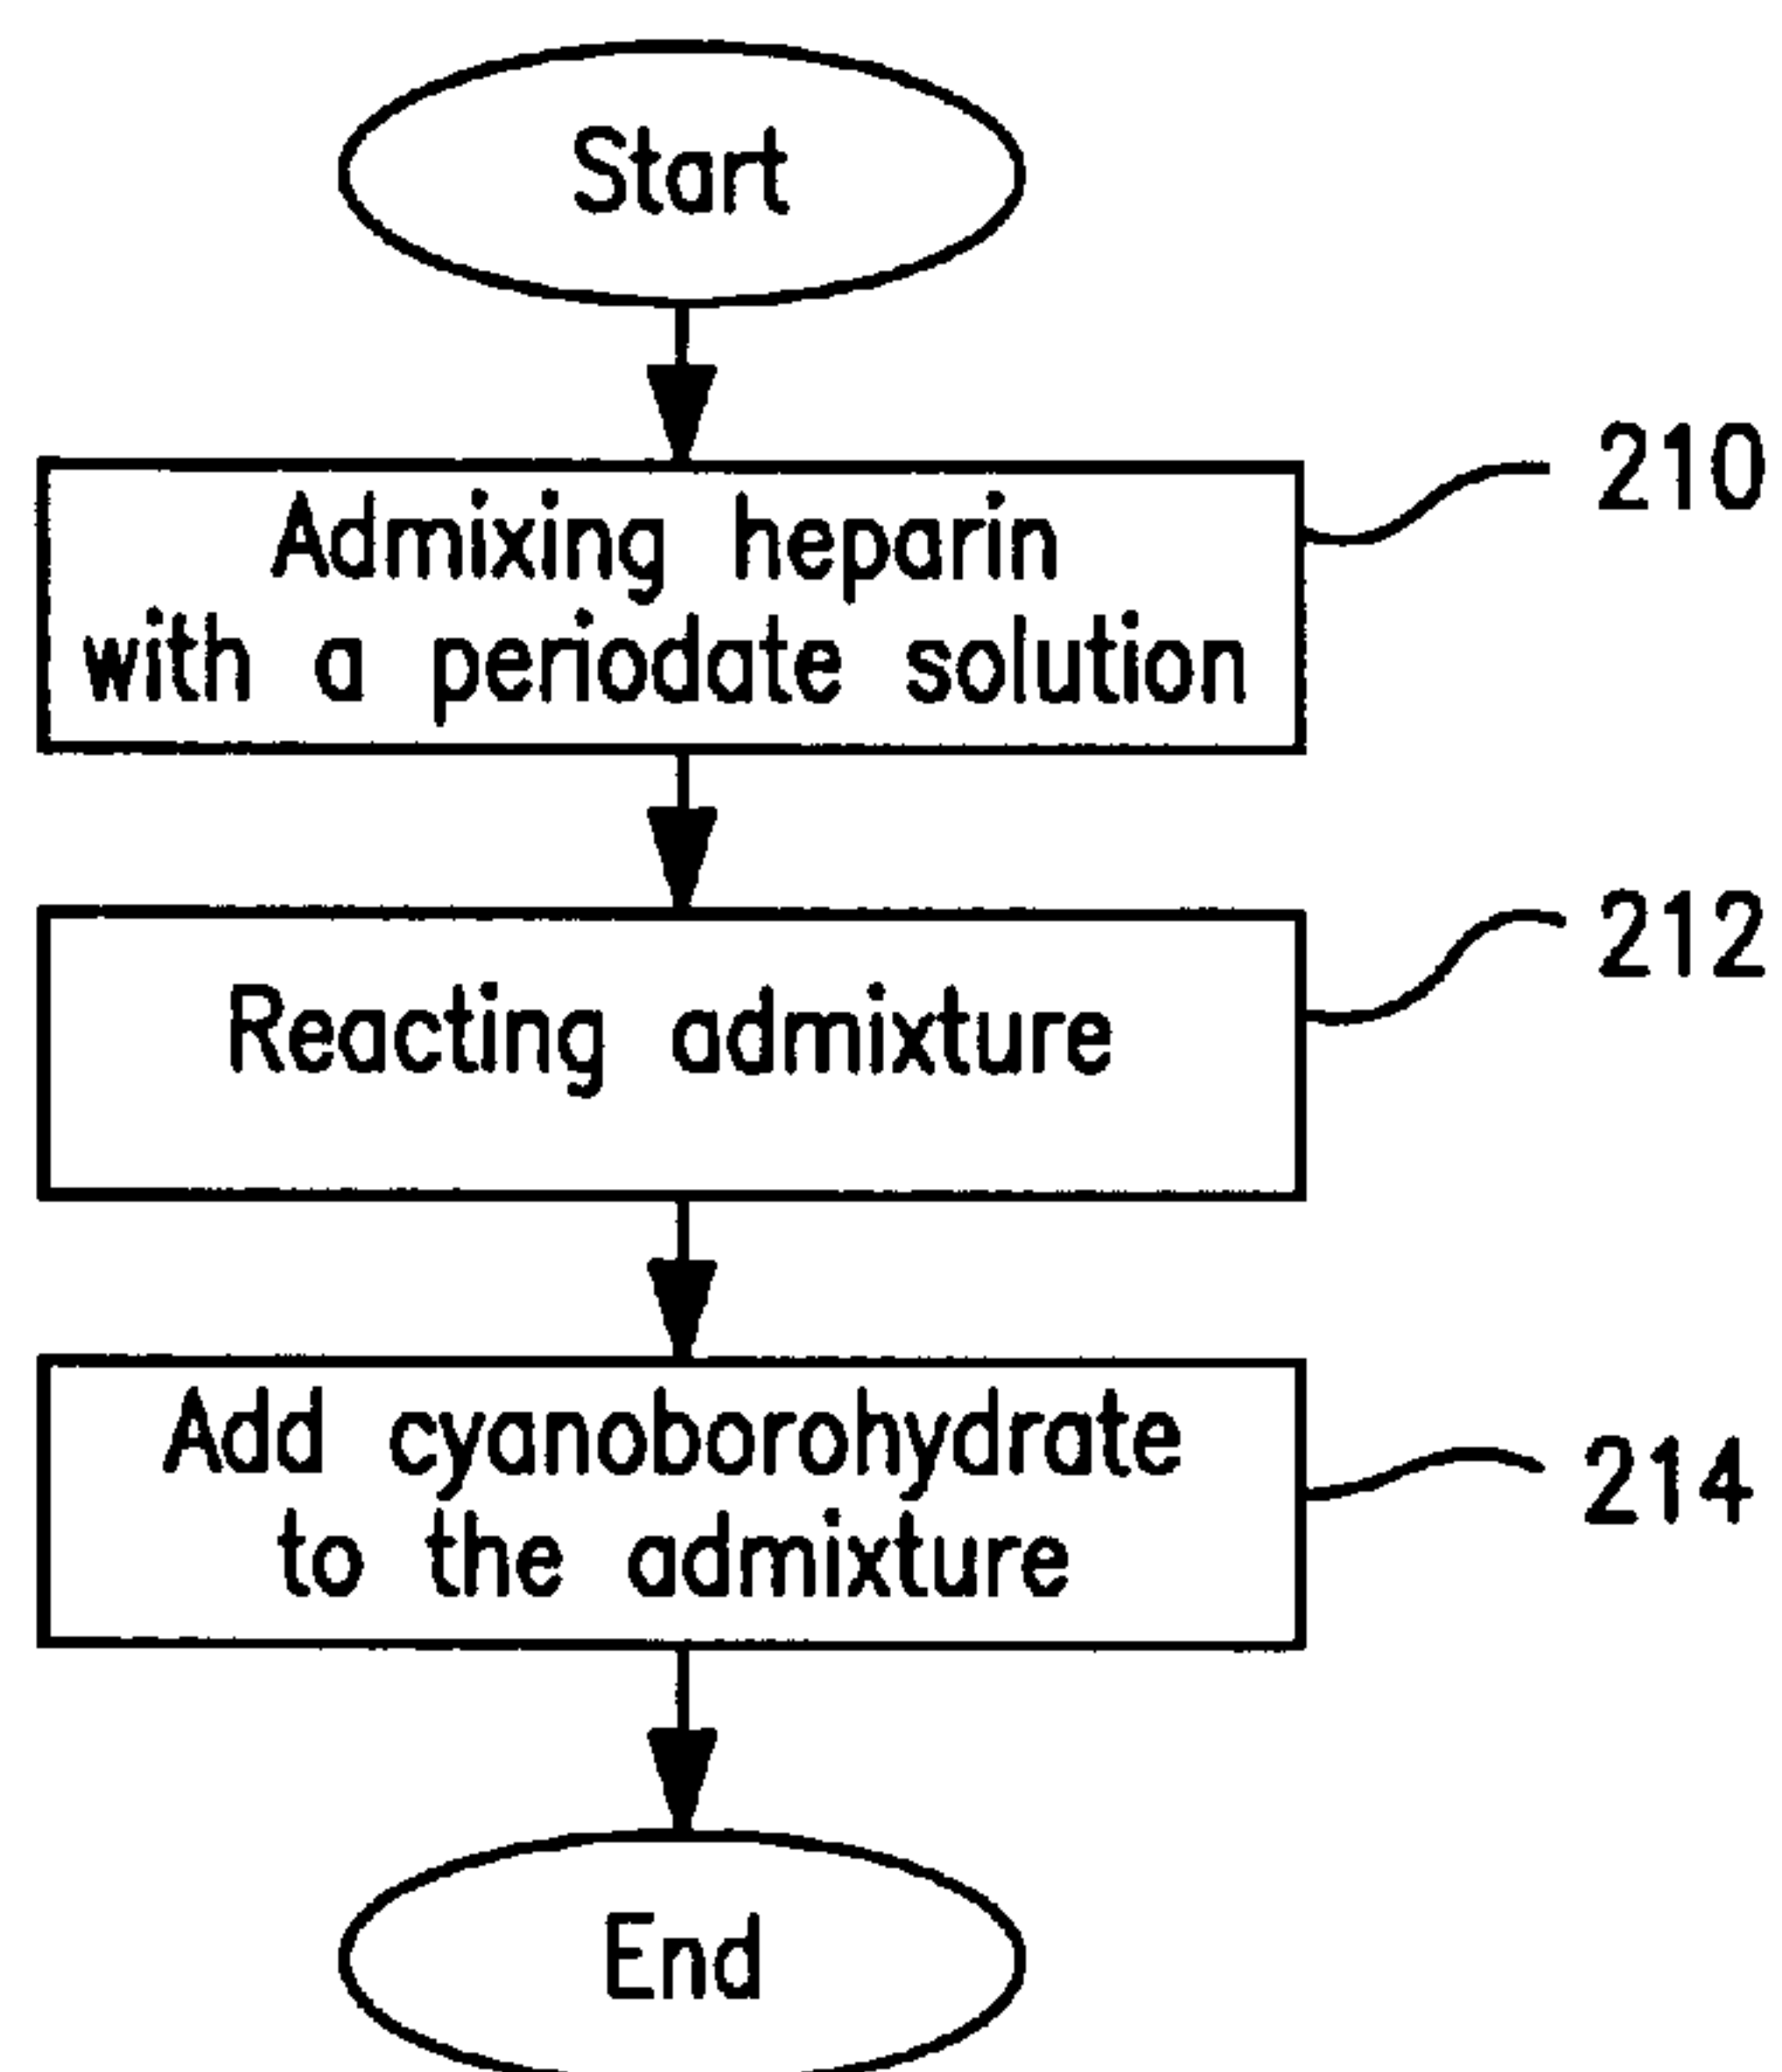 Start
210
Admixing heparin
with a periodate solution
212
Reacting admixture
Add cyanoborohydrate
to the admixture
214
End